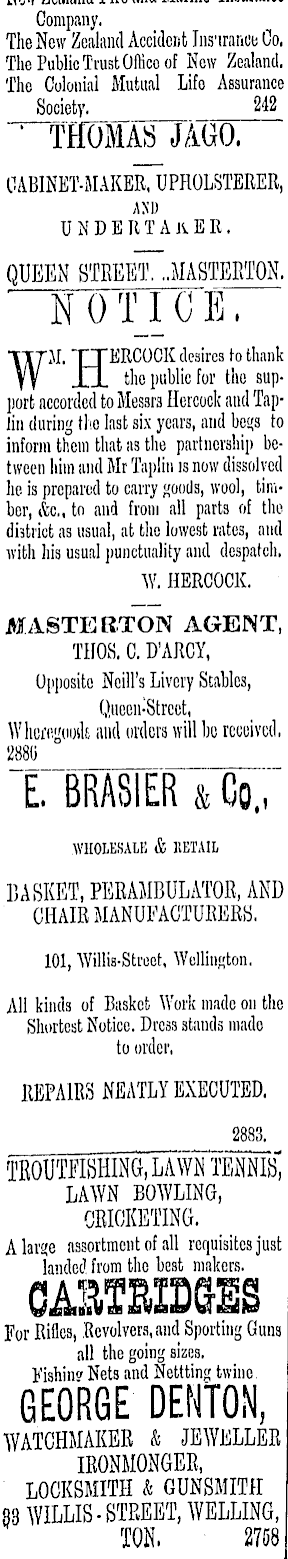 New Zealand Fire and Marine Insurance
Company.
The New Zealand Accident Insurance Co.
The Public Trust Office of New Zealand.
The Colonial Mutual Life Assurance
Society. 242
THOMAS JAGO.
CABINET-MAKER, UPHOLSTERER,
AND
UNDERTAKER.
QUEEN STREET. ..MASTERTON.
NOTICE.
WM. HERCOCK desires to thank
the public for the sup-
port accorded to Messrs Hercock and Tap-
lin during the last six years, and begs to
inform them that as the partnership be-
tween him and Mr Taplin is now dissolved
he is prepared to carry goods, wool, tim-
ber, &c., to and from all parts of the
district as usual, at the lowest rates, and
with his usual punctuality and despatch.
W. HERCOCK.
MASTERTON AGENT,
THOS. C. D'ARCY,
Opposite Neill's Livery Stables,
Queen-Street,
Wheregoods and orders will be received.
2886
E. BRASIER & Co.,
WHOLESALE & RETAIL
BASKET, PERAMBULATOR, AND
CHAIR MANUFACTURERS.
101, Willis-Street, Wellington.
All kinds of Basket Work made on the
Shortest Notice. Dress stands made
to order.
REPAIRS NEATLY EXECUTED.
2883.
TROUTFISHING, LAWN TENNIS,
LAWN BOWLING,
CRICKETING.
A large assortment of all requisites just
landed from the best makers.
CARTRIDGES
For Rifles, Revolvers, and Sporting Guns
all the going sizes.
Fishing Nets and Nettting twine
GEORGE DENTON,
WATCHMAKER & JEWELLER
IRONMONGER,
LOCKSMITH & GUNSMITH
33 WILLIS-STREET, WELLING,
TON. 2758